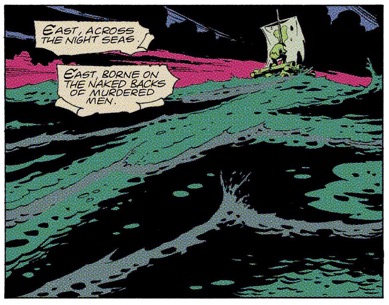 EAST, ACROSS
THE NIGHT SEAS...
EAST, BORNE ON
THE NAKED BACKS
OF MURDERED
MEN.